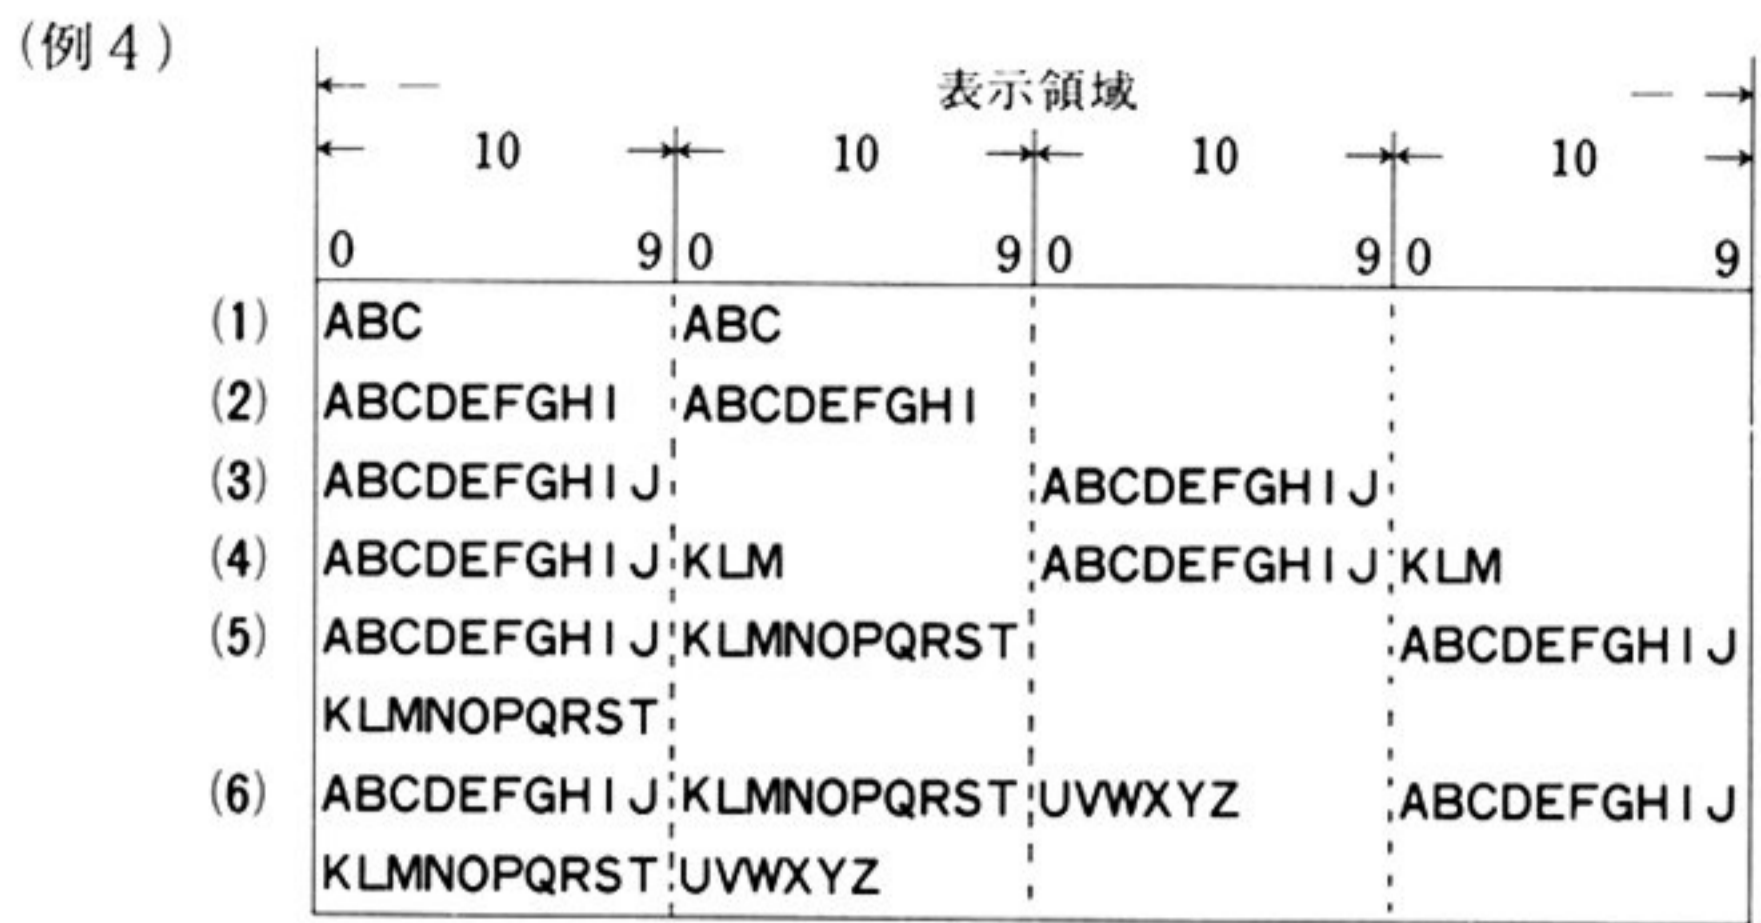 (例4)
表示領域
10 10 10 10
0 9 0 9 0 9 0 9
(1) ABC ABC
(2) ABCDEFGHI ABCDEFGHI
(3) ABCDEFGHIJ ABCDEFGHIJ
(4) ABCDEFGHIJ KLM ABCDEFGHIJ KLM
(5) ABCDEFGHIJ KLMNOPQRST ABCDEFGHIJ
KLMNOPQRST
(6) ABCDEFGHIJ KLMNOPQRST UVWXYZ ABCDEFGHIJ
KLMNOPQRST UVWXYZ